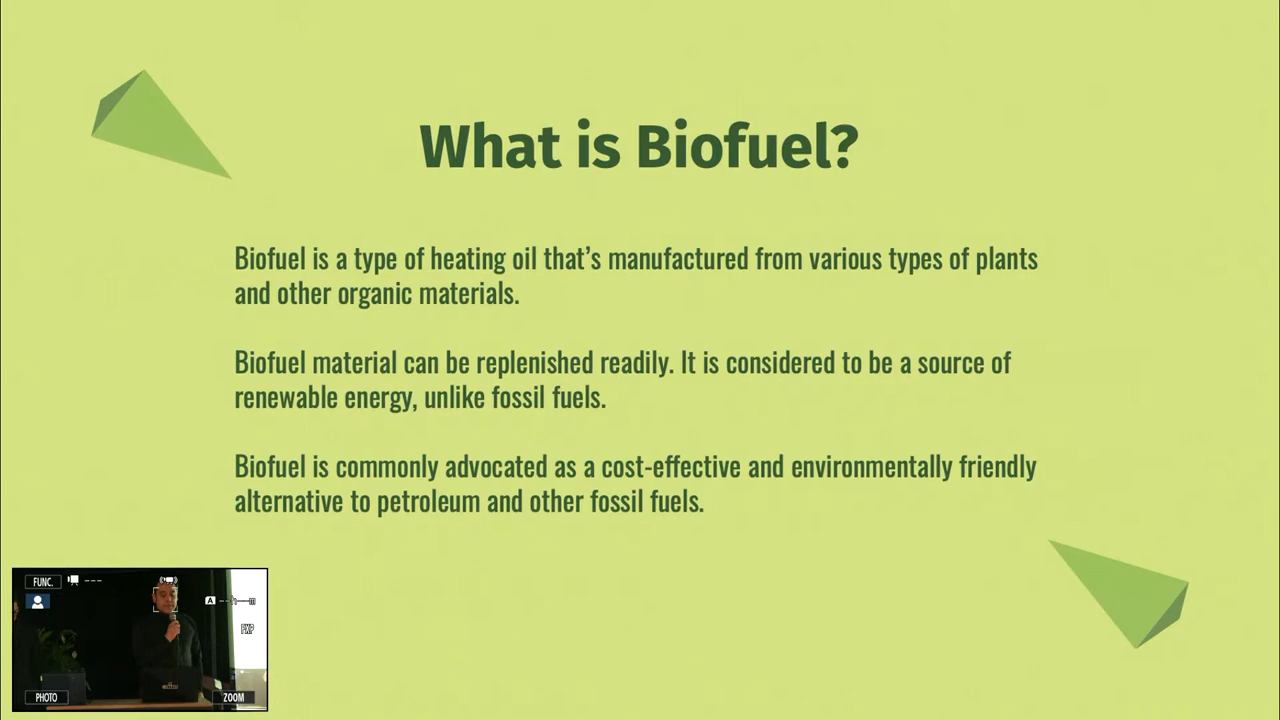 What is Biofuel?
Biofuel is a type of heating oil that’s manufactured from various types of plants
and other organic materials.
Biofuel material can be replenished readily. It is considered to be a source of
renewable energy, unlike fossil fuels.
Biofuel is commonly advocated as a cost-effective and environmentally friendly
alternative to petroleum and other fossil fuels.
FUNC.
PHOTO
ZOOM